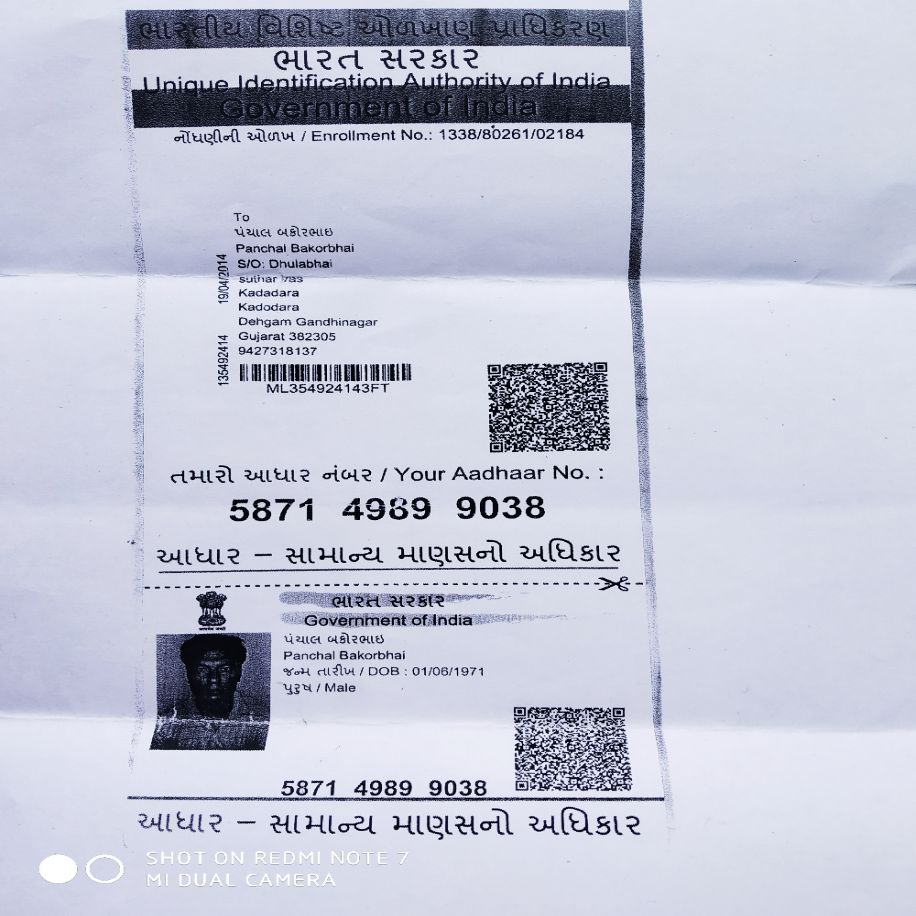 ભારતીય વિશિષ્ટ ઓળખાણ પ્રાધિકરણ
ભારત સરકાર
Unique Identification Authority of India
Government of India
નોંધણીની ઓળખ / Enrollment No.: 1338/80261/02184
To
પંચાલ બકોરભાઇ
Panchal Bakorbhai
S/O: Dhulabhai
suthar vas
Kadadara
Kadodara
Dehgam Gandhinagar
Gujarat 382305
9427318137
135492414 19/04/2014
ML354924143FT
તમારો આધાર નંબર / Your Aadhaar No. :
5871 4989 9038
આધાર – સામાન્ય માણસનો અધિકાર
ભારત સરકાર
Government of India
પંચાલ બકોરભાઇ
Panchal Bakorbhai
જન્મ તારીખ / DOB : 01/06/1971
પુરુષ / Male
5871 4989 9038
આધાર – સામાન્ય માણસનો અધિકાર
SHOT ON REDMI NOTE 7
MI DUAL CAMERA